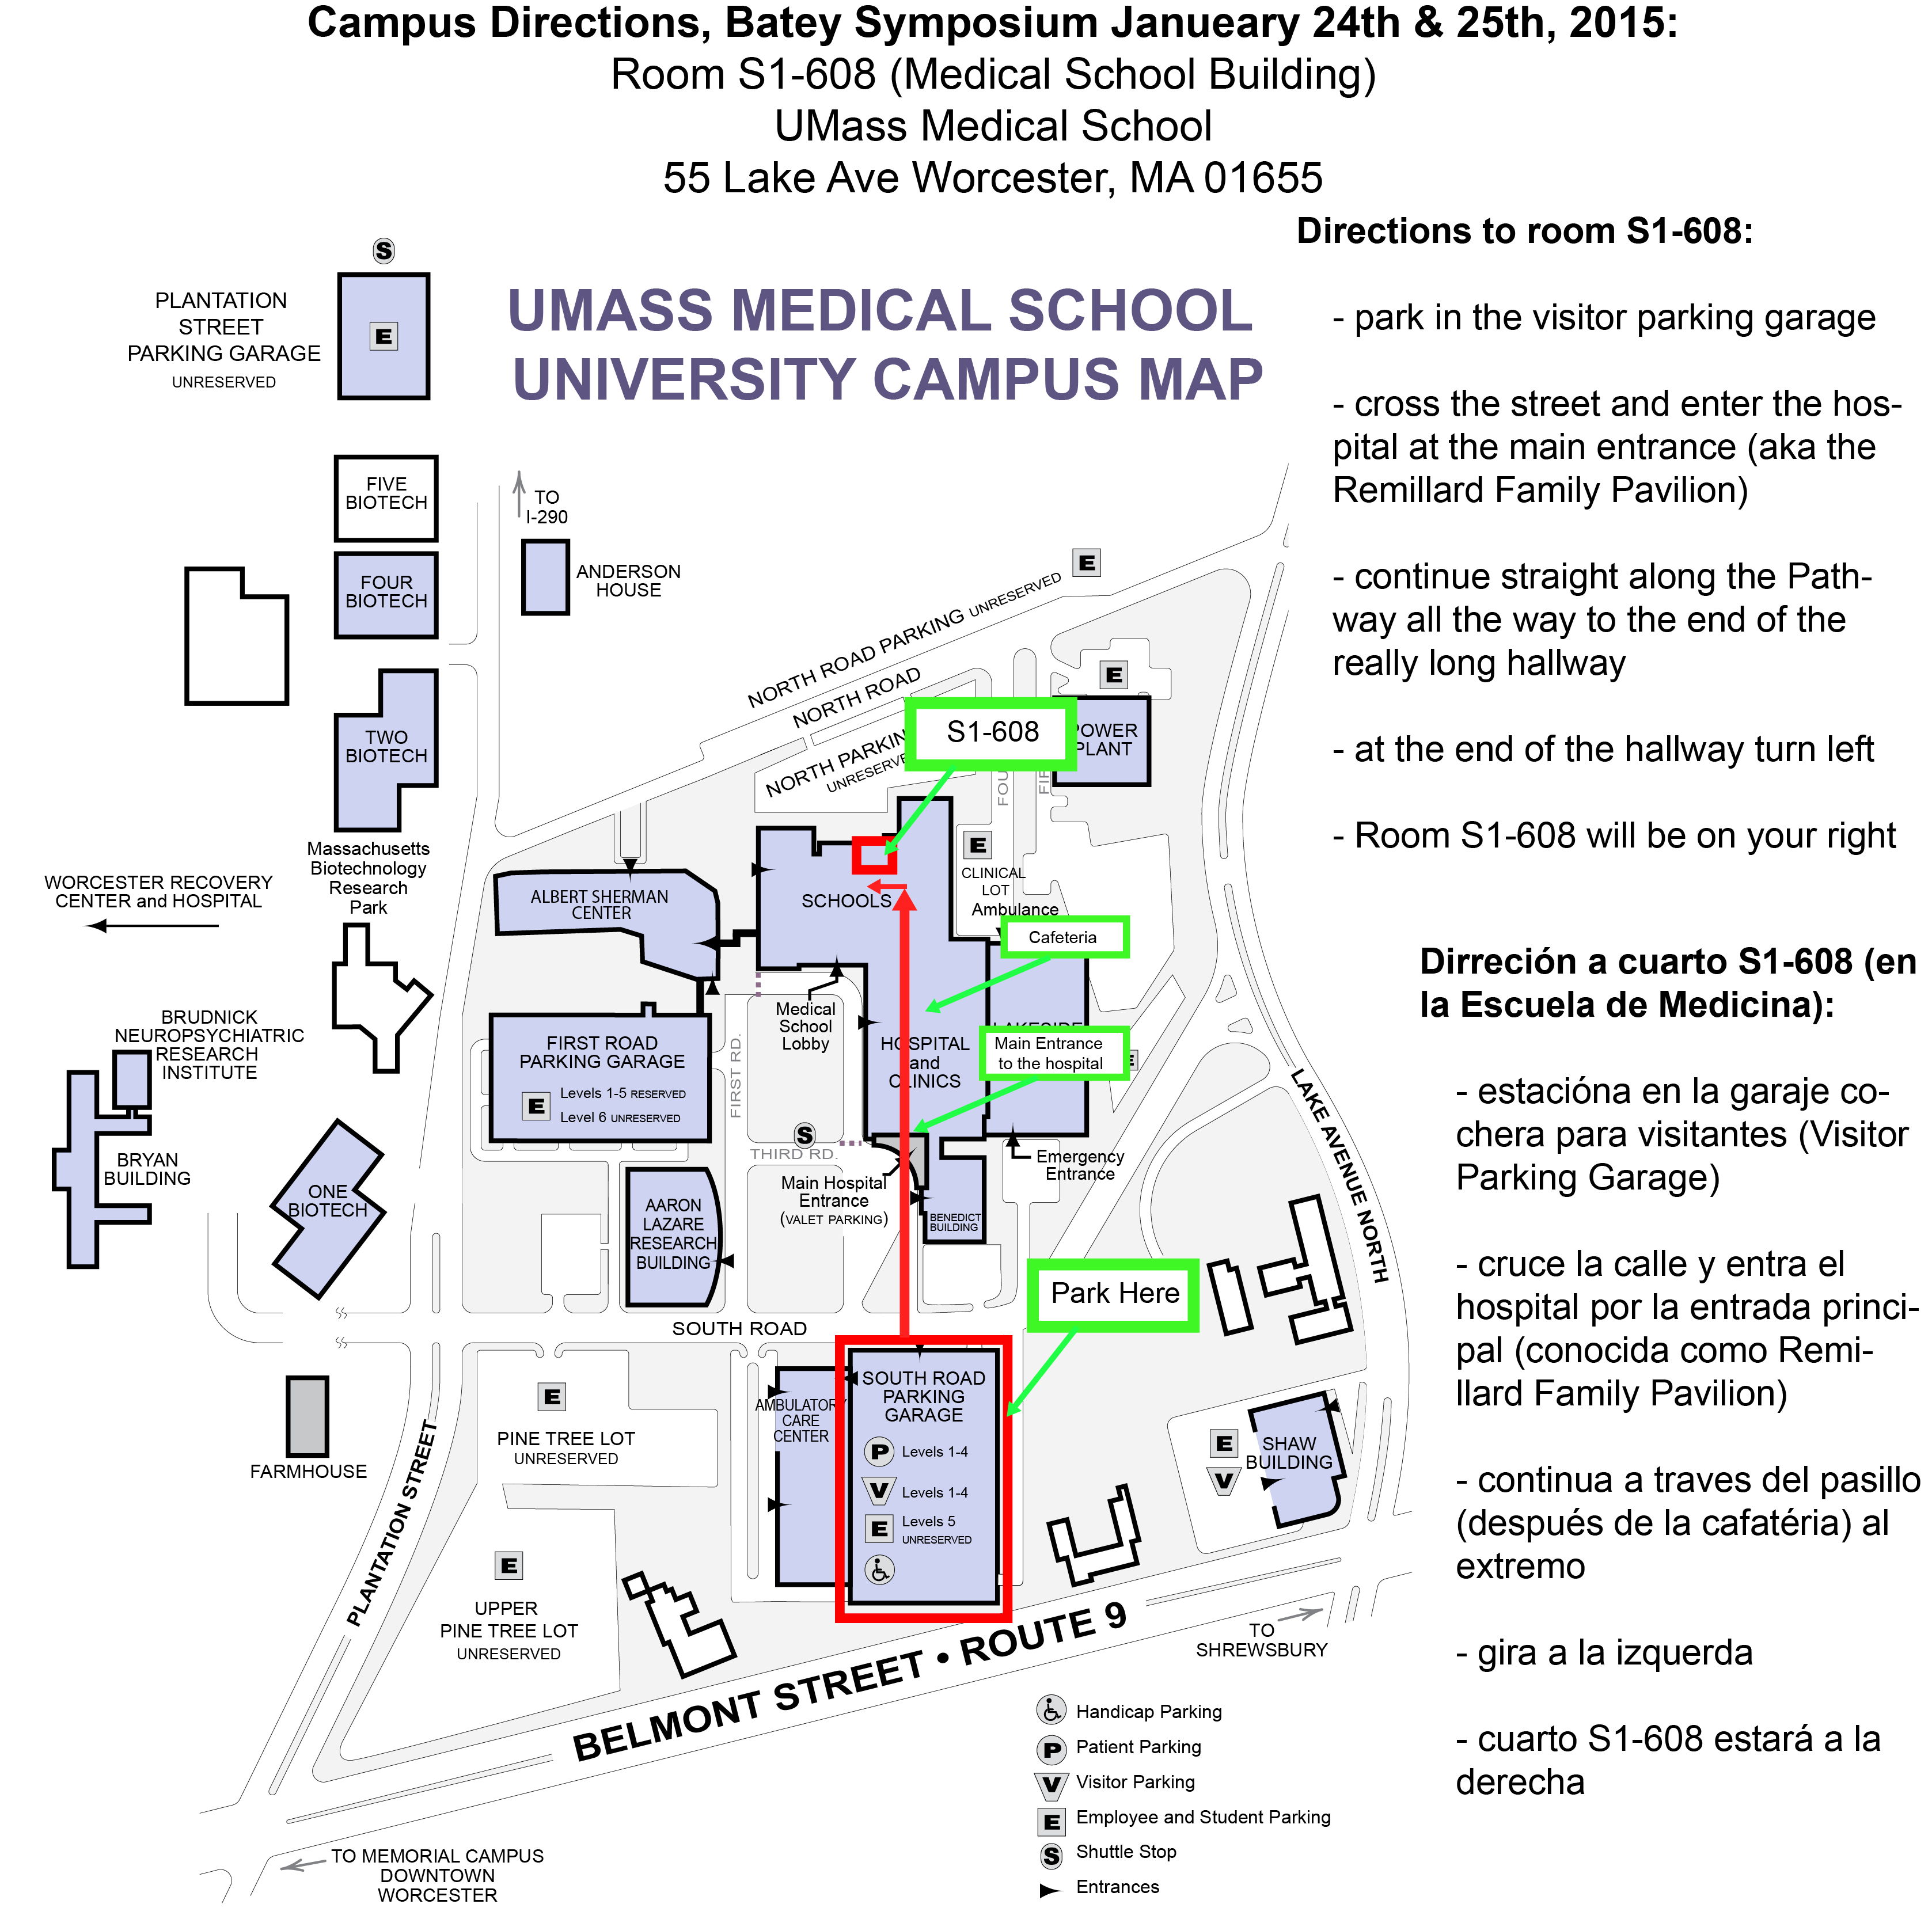 Campus Directions, Batey Symposium Janueary 24th & 25th, 2015:
Room S1-608 (Medical School Building)
UMass Medical School
55 Lake Ave Worcester, MA 01655
Directions to room S1-608:
- park in the visitor parking garage
- cross the street and enter the hos-
pital at the main entrance (aka the
Remillard Family Pavilion)
- continue straight along the Path-
way all the way to the end of the
really long hallway
- at the end of the hallway turn left
- Room S1-608 will be on your right
Dirreción a cuarto S1-608 (en
la Escuela de Medicina):
- estacióna en la garaje co-
chera para visitantes (Visitor
Parking Garage)
- cruce la calle y entra el
hospital por la entrada princi-
pal (conocida como Remi-
llard Family Pavilion)
- continua a traves del pasillo
(después de la cafatéria) al
extremo
- gira a la izquerda
- cuarto S1-608 estará a la
derecha
UMASS MEDICAL SCHOOL
UNIVERSITY CAMPUS MAP
S
PLANTATION
STREET
PARKING GARAGE
UNRESERVED
E
FIVE
BIOTECH
TO
I-290
FOUR
BIOTECH
ANDERSON
HOUSE
E
NORTH ROAD PARKING UNRESERVED
NORTH ROAD
E
TWO
BIOTECH
S1-608
POWER
PLANT
NORTH PARKIN
UNRESERVE
FOU
FIR
Massachusetts
Biotechnology
Research
Park
WORCESTER RECOVERY
CENTER and HOSPITAL
ALBERT SHERMAN
CENTER
SCHOOLS
E
CLINICAL
LOT
Ambulance
Cafeteria
BRUDNICK
NEUROPSYCHIATRIC
RESEARCH
INSTITUTE
Medical
School
Lobby
FIRST ROAD
PARKING GARAGE
E
Levels 1-5 RESERVED
Level 6 UNRESERVED
FIRST RD.
HOSPITAL
and
CLINICS
LAKESIDE
Main Entrance
to the hospital
E
LAKE AVENUE NORTH
BRYAN
BUILDING
ONE
BIOTECH
S
THIRD RD.
Main Hospital
Entrance
(VALET PARKING)
Emergency
Entrance
AARON
LAZARE
RESEARCH
BUILDING
BENEDICT
BUILDING
Park Here
SOUTH ROAD
FARMHOUSE
PLANTATION STREET
E
PINE TREE LOT
UNRESERVED
AMBULATORY
CARE
CENTER
SOUTH ROAD
PARKING
GARAGE
P Levels 1-4
V Levels 1-4
E Levels 5
UNRESERVED
E
V
SHAW
BUILDING
E
UPPER
PINE TREE LOT
UNRESERVED
BELMONT STREET • ROUTE 9
TO
SHREWSBURY
TO MEMORIAL CAMPUS
DOWNTOWN
WORCESTER
Handicap Parking
P Patient Parking
V Visitor Parking
E Employee and Student Parking
S Shuttle Stop
Entrances